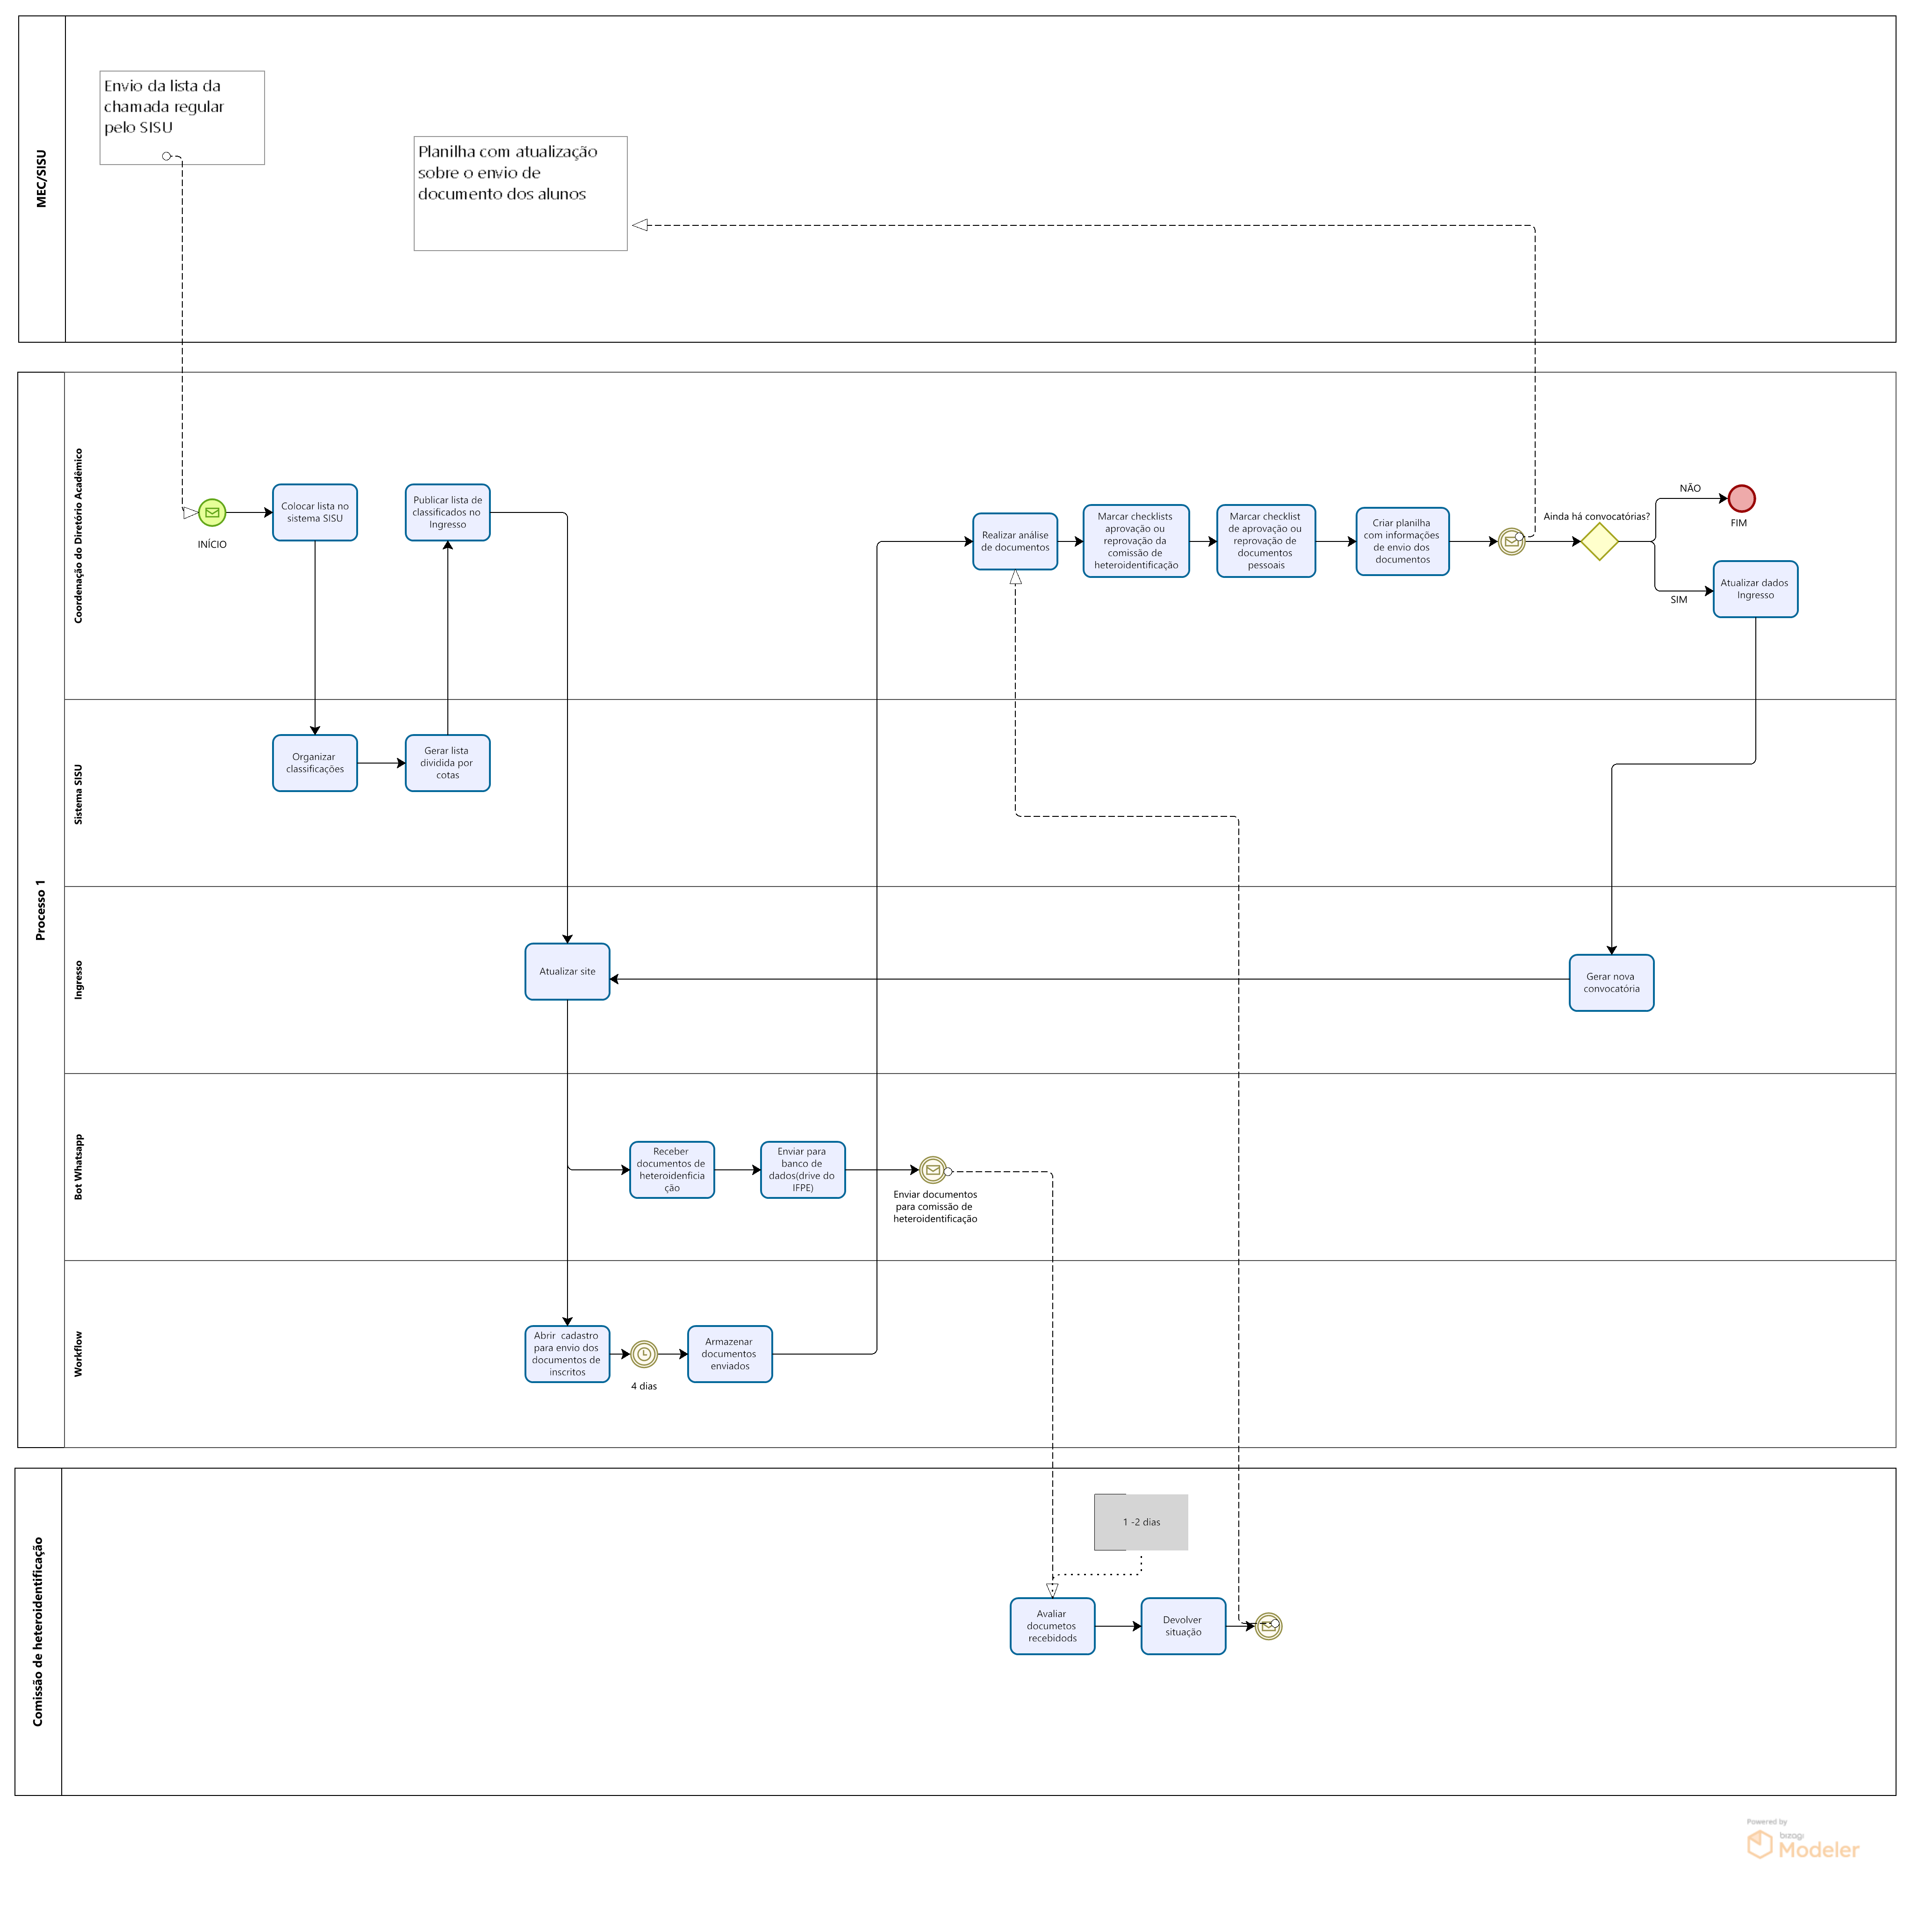 MEC/SISU
Envio da lista da
chamada regular
pelo SISU
Planilha com atualização
sobre o envio de
documento dos alunos
Processo 1
Coordenação do Diretório Acadêmico
INÍCIO
Colocar lista no
sistema SISU
Publicar lista de
classificados no
Ingresso
Realizar análise
de documentos
Marcar checklists
aprovação ou
reprovação da
comissão de
heteroidentificação
Marcar checklist
de aprovação ou
reprovação de
documentos
pessoais
Criar planilha
com informações
de envio dos
documentos
Ainda há convocatórias?
NÃO
FIM
SIM
Atualizar dados
Ingresso
Sistema SISU
Organizar
classificações
Gerar lista
dividida por
cotas
Ingresso
Atualizar site
Gerar nova
convocatória
Bot Whatsapp
Receber
documentos de
heteroidenficia
ção
Enviar para
banco de
dados(drive do
IFPE)
Enviar documentos
para comissão de
heteroidentificação
Workflow
Abrir cadastro
para envio dos
documentos de
inscritos
4 dias
Armazenar
documentos
enviados
Comissão de heteroidentificação
1 -2 dias
Avaliar
documetos
recebidods
Devolver
situação
Powered by
bizagi
Modeler